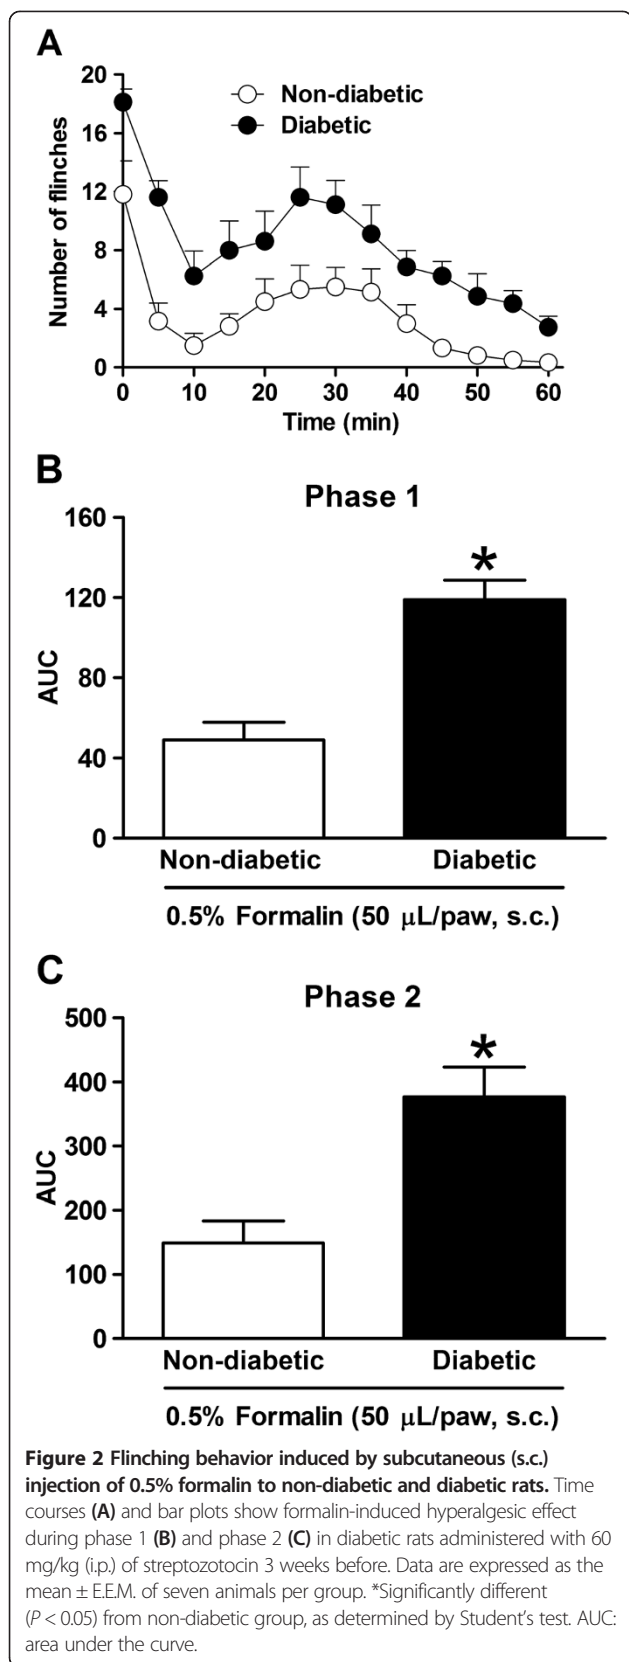 A
20
16
12
8
4
0
Number of flinches
Non-diabetic
Diabetic
0 10 20 30 40 50 60
Time (min)
B
Phase 1
160
120
80
40
0
AUC
*
Non-diabetic Diabetic
0.5% Formalin (50 μL/paw, s.c.)
C
Phase 2
500
400
300
200
100
0
AUC
*
Non-diabetic Diabetic
0.5% Formalin (50 μL/paw, s.c.)
Figure 2 Flinching behavior induced by subcutaneous (s.c.)
injection of 0.5% formalin to non-diabetic and diabetic rats. Time
courses (A) and bar plots show formalin-induced hyperalgesic effect
during phase 1 (B) and phase 2 (C) in diabetic rats administered with 60
mg/kg (i.p.) of streptozotocin 3 weeks before. Data are expressed as the
mean ± E.E.M. of seven animals per group. *Significantly different
(P < 0.05) from non-diabetic group, as determined by Student's test. AUC:
area under the curve.